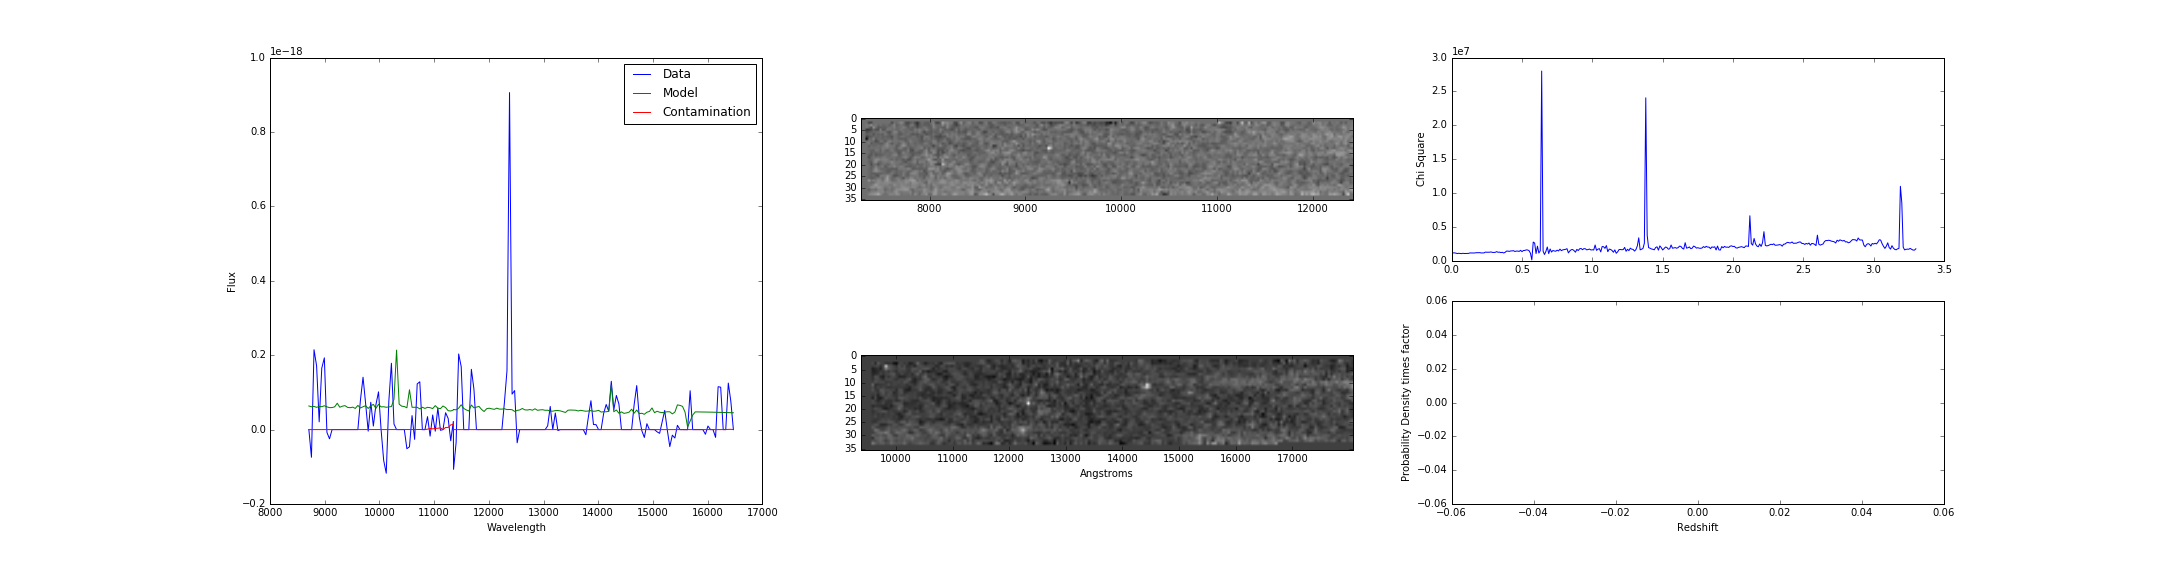 1e−18
1.0
0.8
0.6
0.4
0.2
0.0
−0.2
Flux
8000 9000 10000 11000 12000 13000 14000 15000 16000 17000
Wavelength
Data
Model
Contamination
0
5
10
15
20
25
30
35
8000 9000 10000 11000 12000
0
5
10
15
20
25
30
35
10000 11000 12000 13000 14000 15000 16000 17000
Angstroms
1e7
3.0
2.5
2.0
1.5
1.0
0.5
0.0
Chi Square
0.0 0.5 1.0 1.5 2.0 2.5 3.0 3.5
0.06
0.04
0.02
0.00
−0.02
−0.04
−0.06
Probability Density times factor
−0.06 −0.04 −0.02 0.00 0.02 0.04 0.06
Redshift